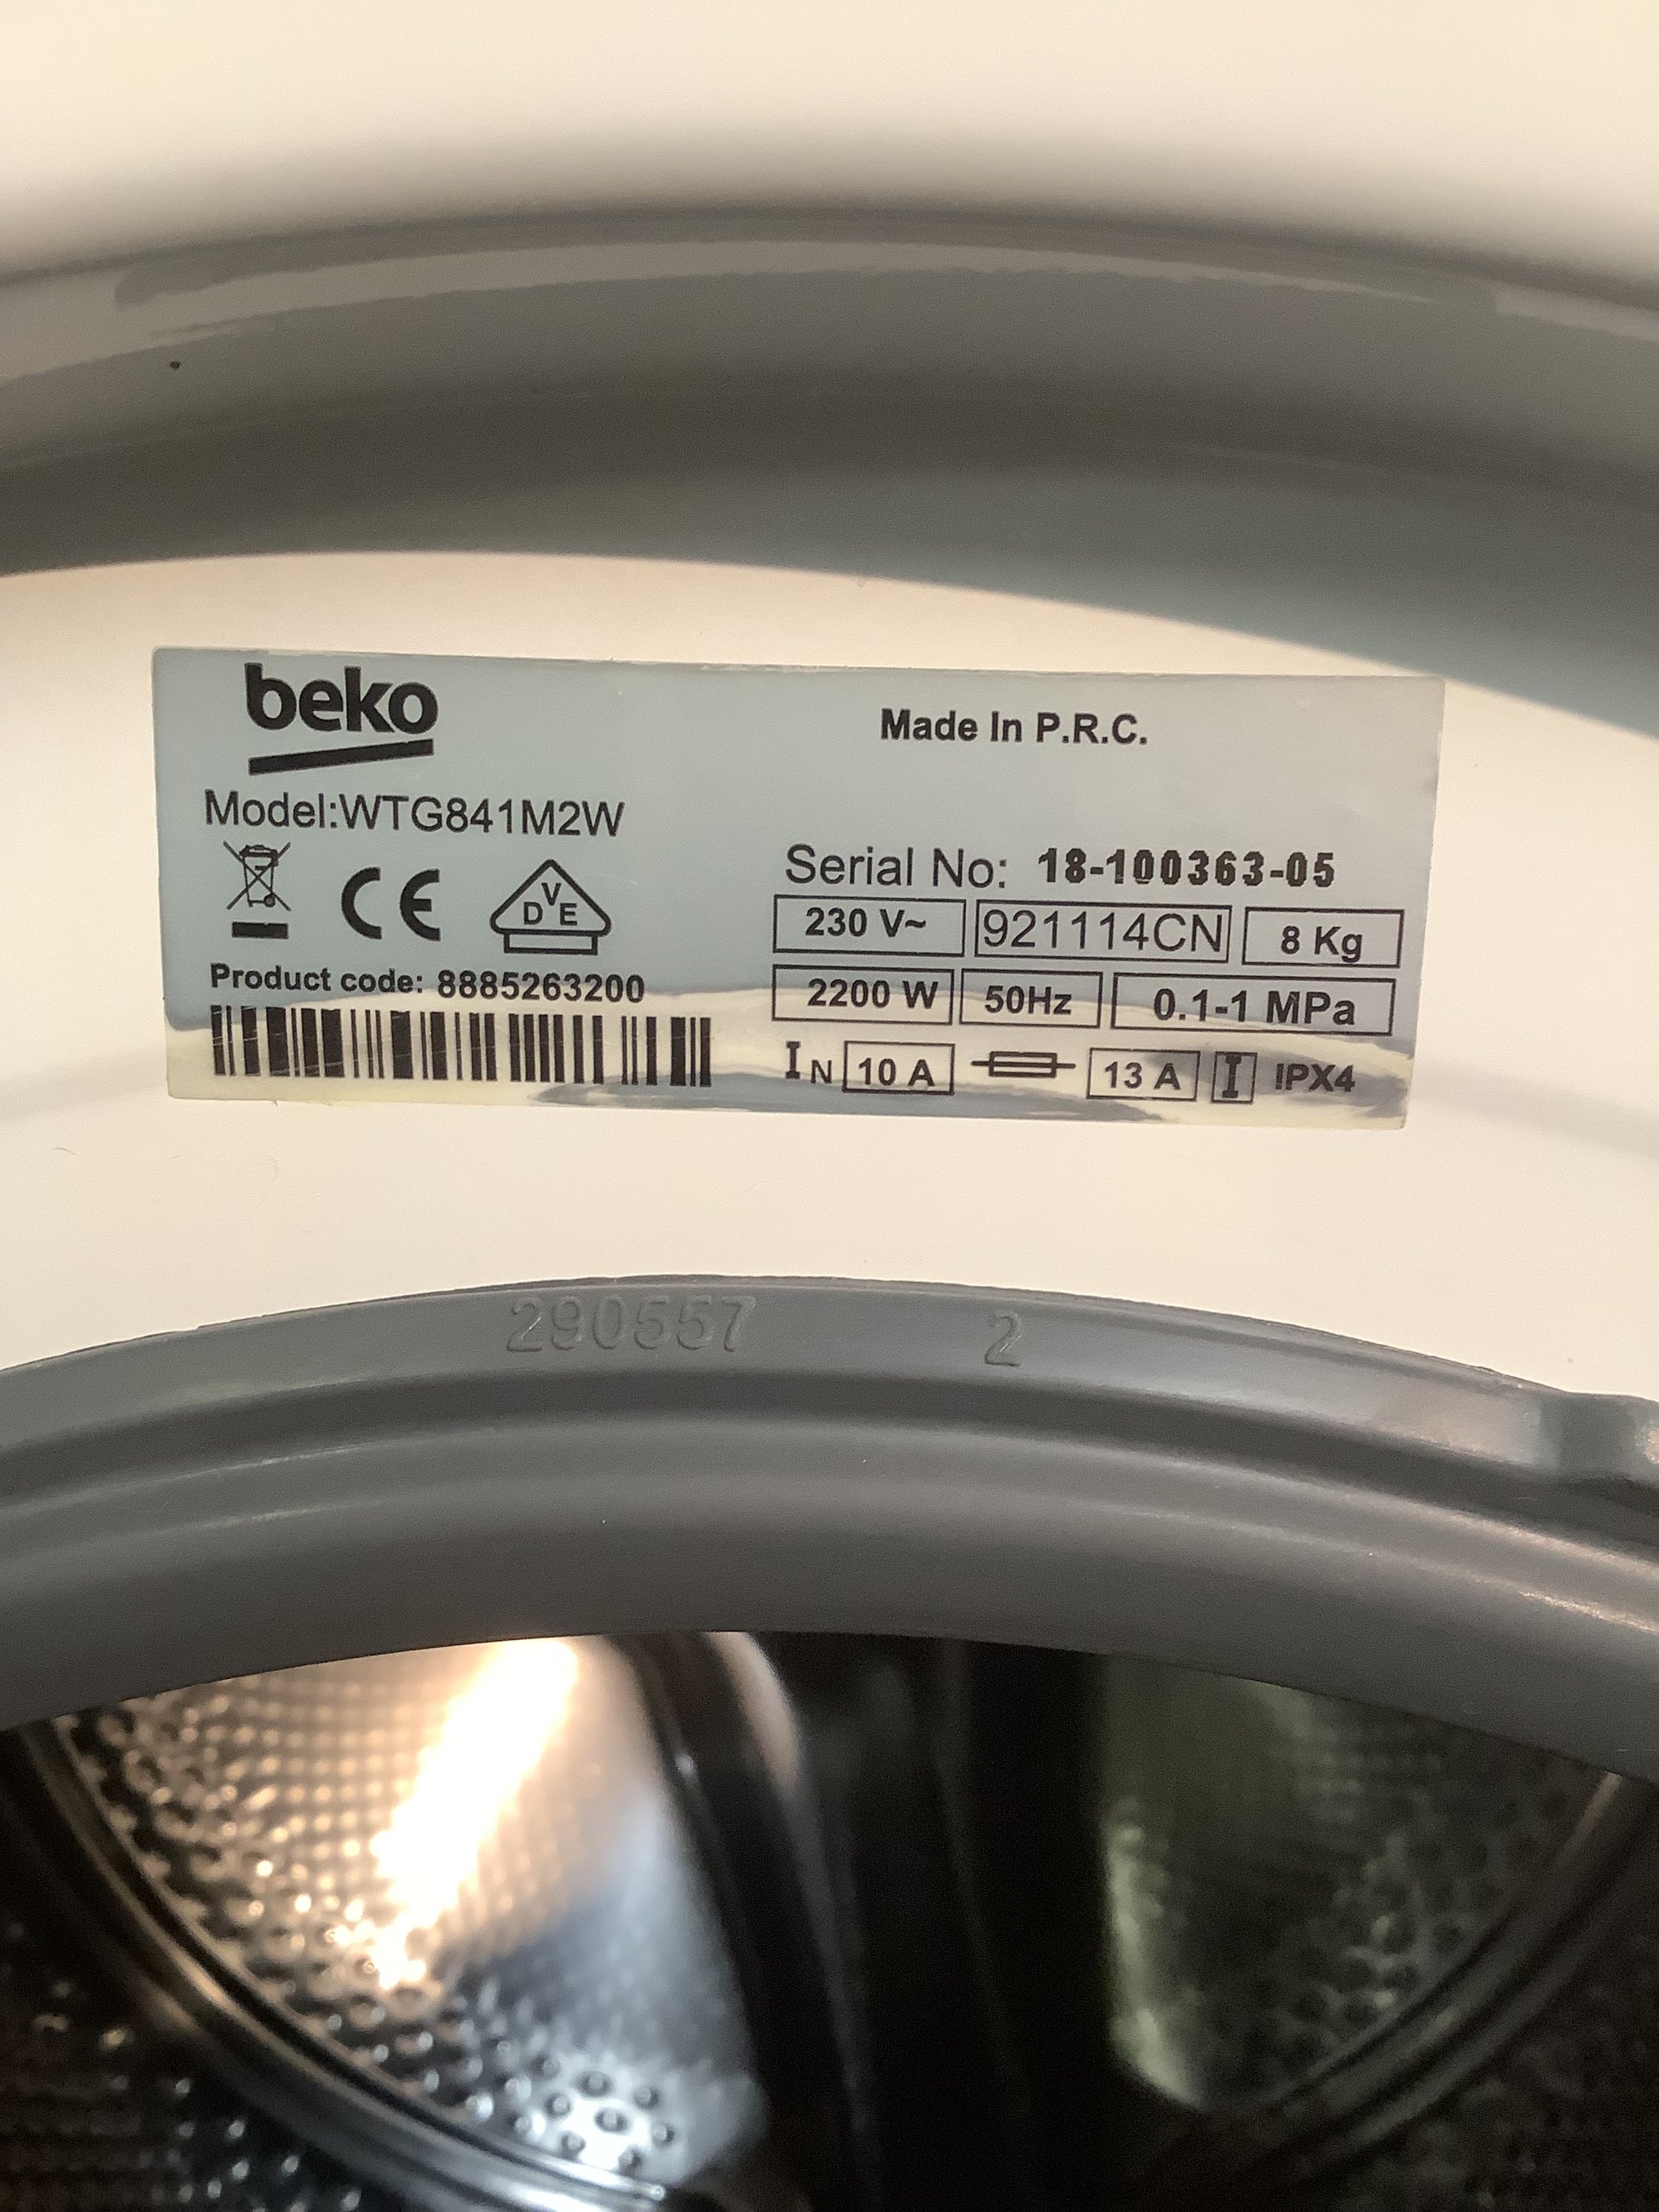 beko
Made In P.R.C.
Model:WTG841M2W
Serial No: 18-100363-05
CE
D V E
230 V~ 921114CN 8 Kg
Product code: 8885263200
2200 W 50Hz 0.1-1 MPa
IN 10 A 13 A I IPX4
290557 2